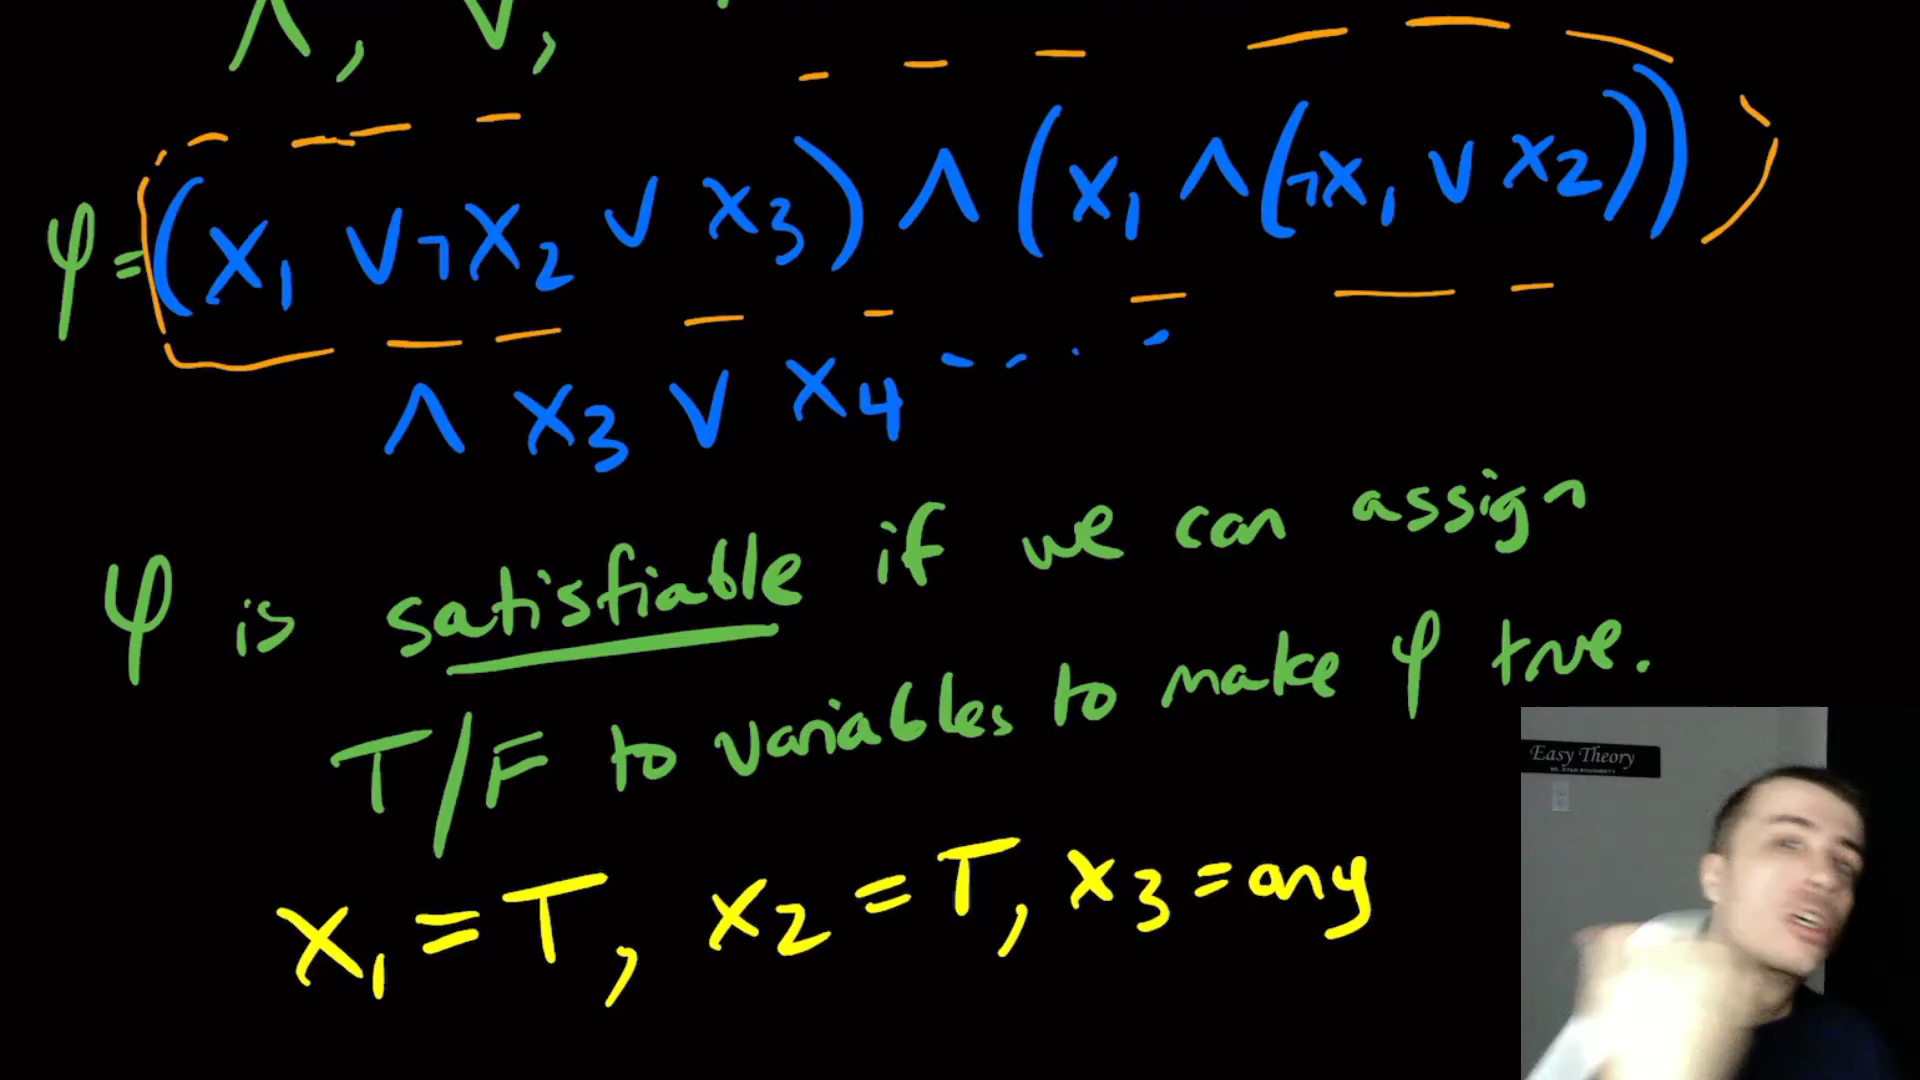 ∧, ∨,
φ = (x₁ ∨ ¬x₂ ∨ x₃) ∧ (x₁ ∧ (¬x₁ ∨ x₂))
∧ x₃ ∨ x₄ ....
φ is satisfiable if we can assign
T/F to variables to make φ true.
x₁ = T, x₂ = T, x₃ = any
Easy Theory